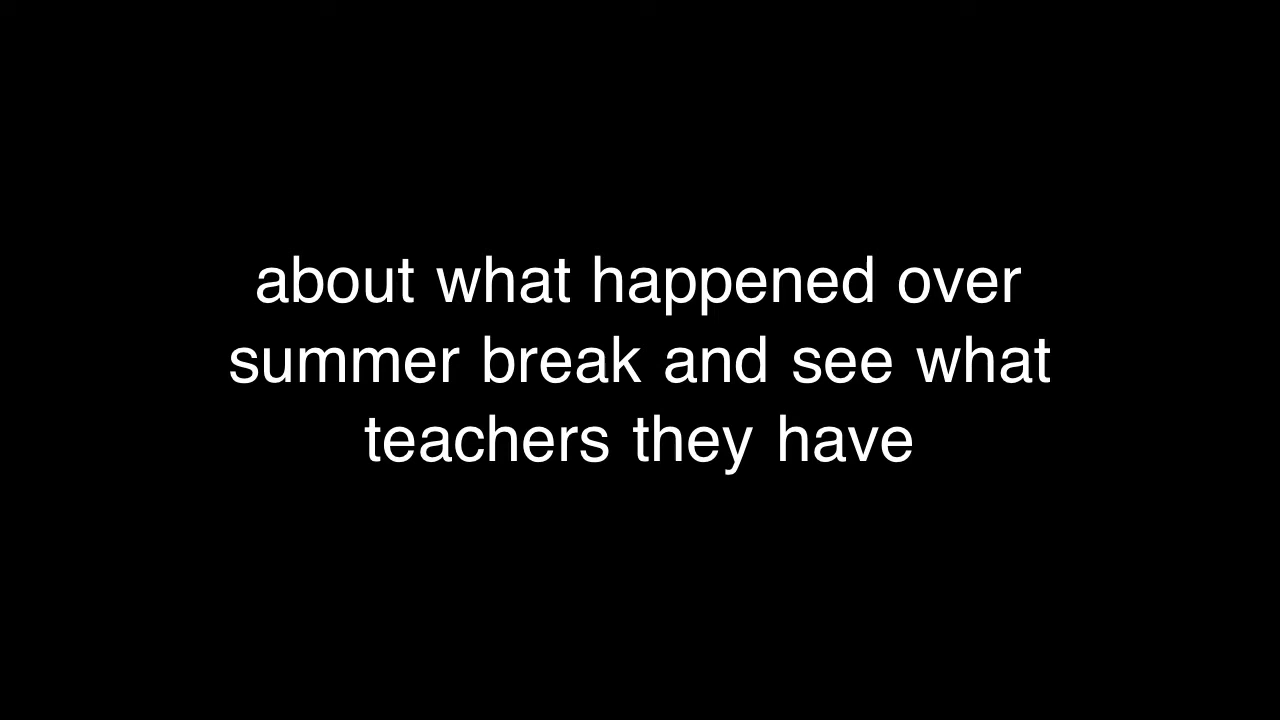 about what happened over
summer break and see what
teachers they have